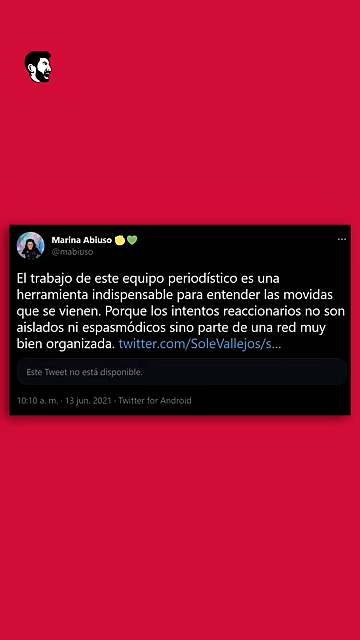 Marina Abiuso ✊💚
@mabiuso
El trabajo de este equipo periodístico es una
herramienta indispensable para entender las movidas
que se vienen. Porque los intentos reaccionarios no son
aislados ni espasmódicos sino parte de una red muy
bien organizada. twitter.com/SoleVallejos/s...
Este Tweet no está disponible.
10:10 a. m. · 13 jun. 2021 · Twitter for Android